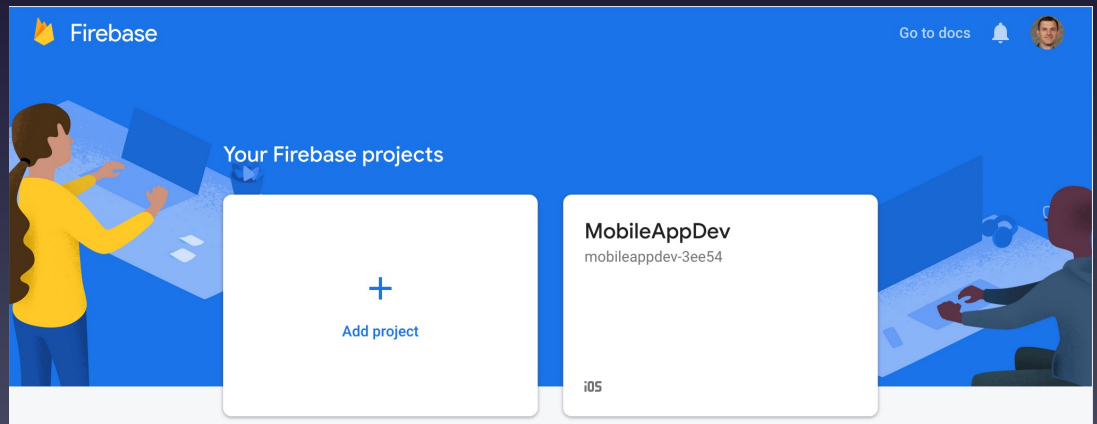 Firebase
Go to docs
Your Firebase projects
+
Add project
MobileAppDev
mobileappdev-3ee54
iOS